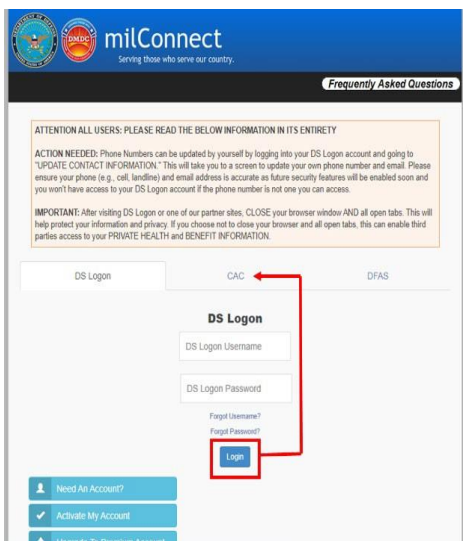 milConnect
Serving those who serve our country.
Frequently Asked Questions
ATTENTION ALL USERS: PLEASE READ THE BELOW INFORMATION IN ITS ENTIRETY
ACTION NEEDED: Phone Numbers can be updated by yourself by logging into your DS Logon account and going to
"UPDATE CONTACT INFORMATION." This will take you to a screen to update your own phone number and email. Please
ensure your phone (e.g., cell, landline) and email address is accurate as future security features will be enabled soon and
you won't have access to your DS Logon account if the phone number is not one you can access.
IMPORTANT: After visiting DS Logon or one of our partner sites, CLOSE your browser window AND all open tabs. This will
help protect your information and privacy. If you choose not to close your browser and all open tabs, this can enable third
parties access to your PRIVATE HEALTH and BENEFIT INFORMATION.
DS Logon
CAC
DFAS
DS Logon
DS Logon Username
DS Logon Password
Forgot Username?
Forgot Password?
Login
Need An Account?
Activate My Account
DMDC